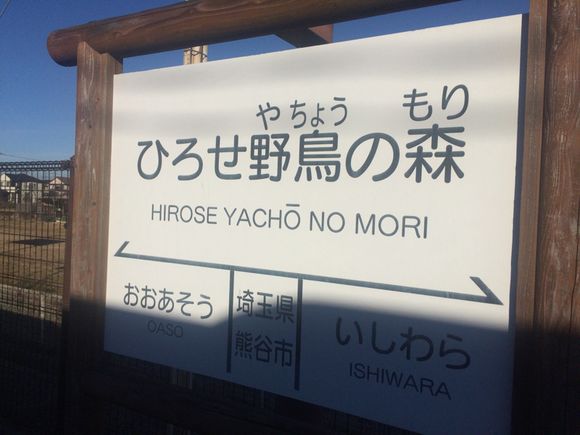 やちょう もり
ひろせ野鳥の森
HIROSE YACHŌ NO MORI
おおあそう
OASO
埼玉県
熊谷市
いしわら
ISHIWARA